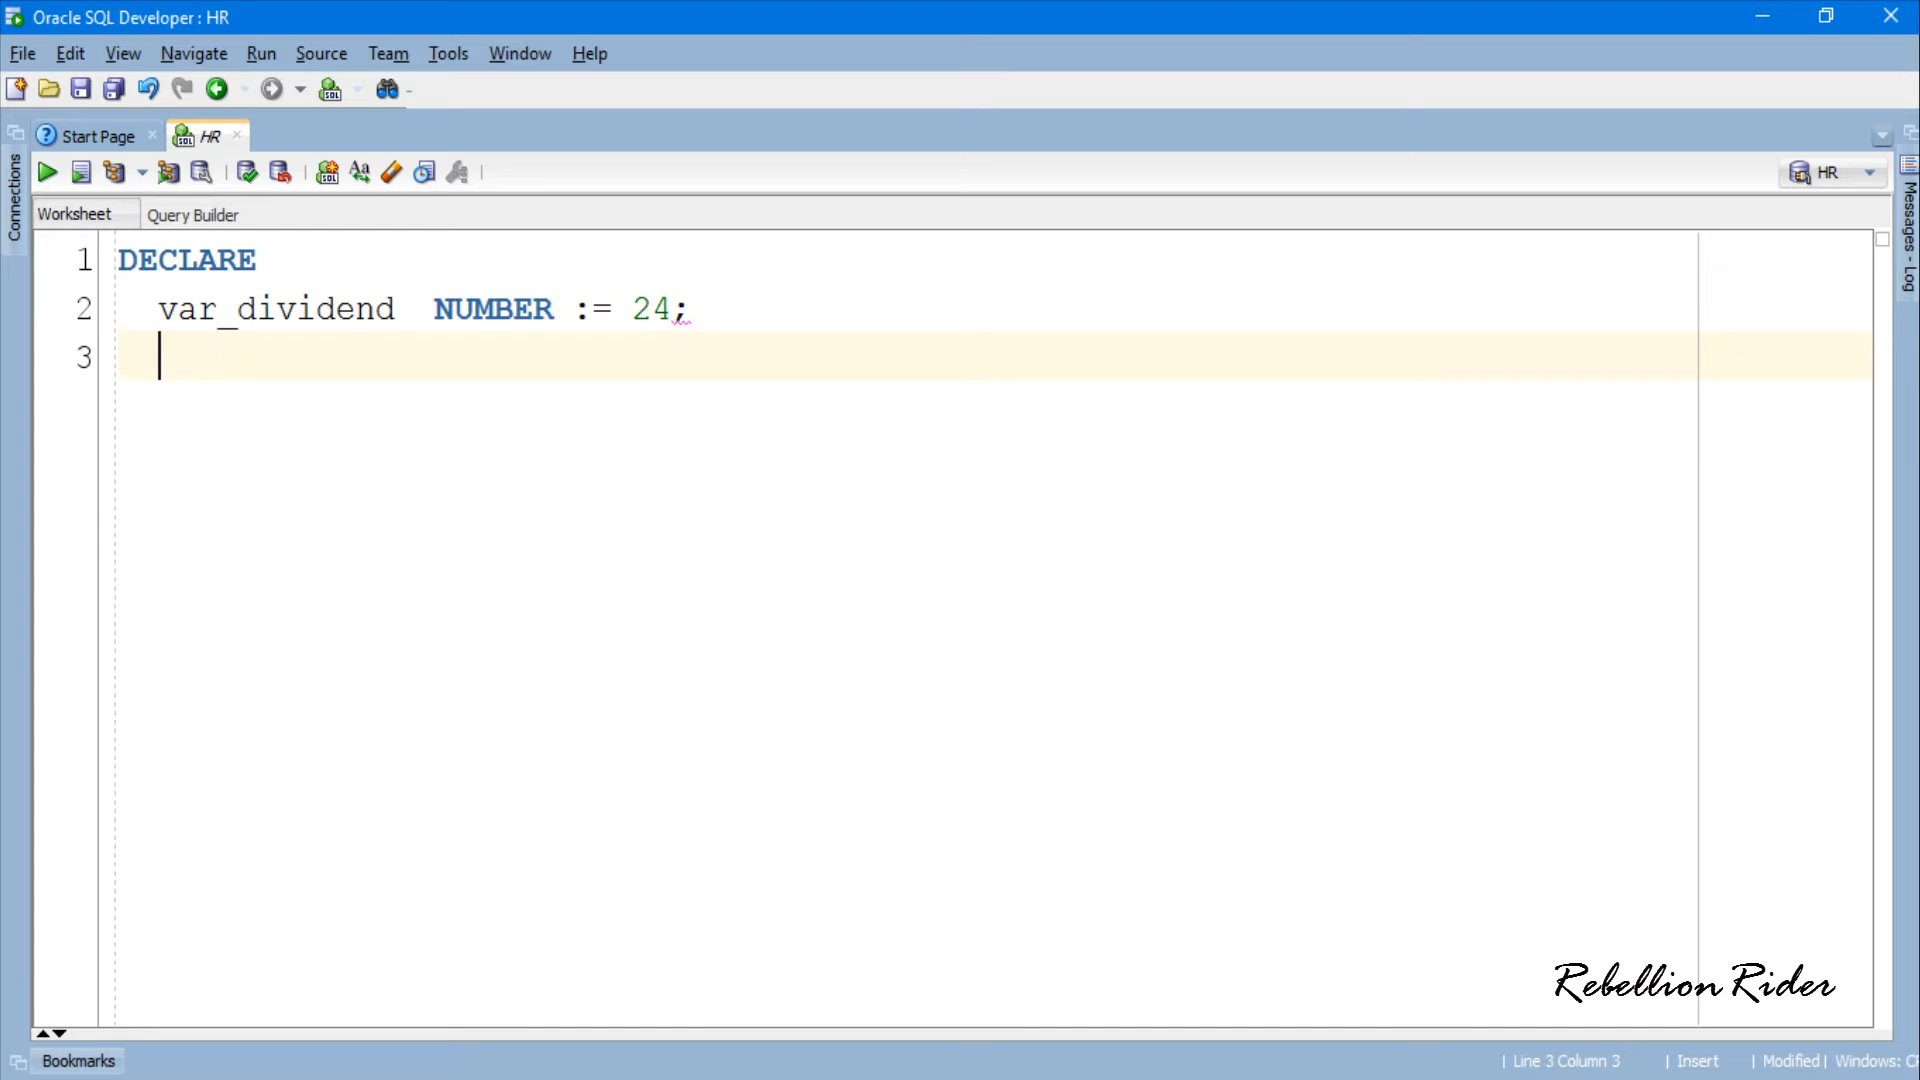 Oracle SQL Developer : HR
File Edit View Navigate Run Source Team Tools Window Help
Start Page HR
HR
Worksheet Query Builder
Connections
Messages - Log
1 DECLARE
2 var_dividend NUMBER := 24;
3
Rebellion Rider
Bookmarks
| Line 3 Column 3 | Insert | Modified | Windows: C